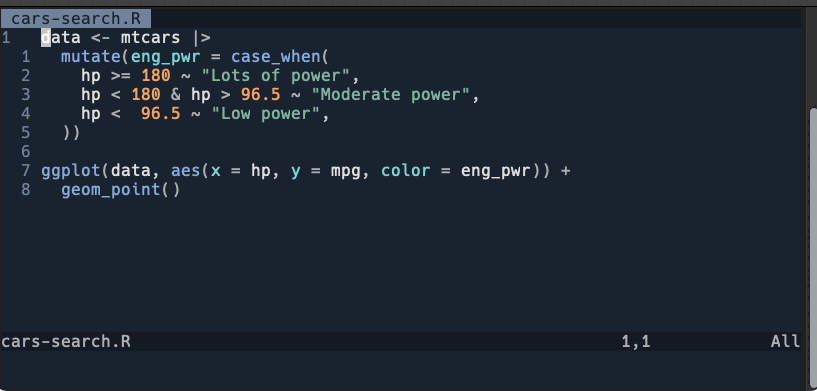 cars-search.R
1   data <- mtcars |>
  1   mutate(eng_pwr = case_when(
  2     hp >= 180 ~ "Lots of power",
  3     hp < 180 & hp > 96.5 ~ "Moderate power",
  4     hp <  96.5 ~ "Low power",
  5   ))
  6
  7 ggplot(data, aes(x = hp, y = mpg, color = eng_pwr)) +
  8   geom_point()
cars-search.R                                                 1,1            All